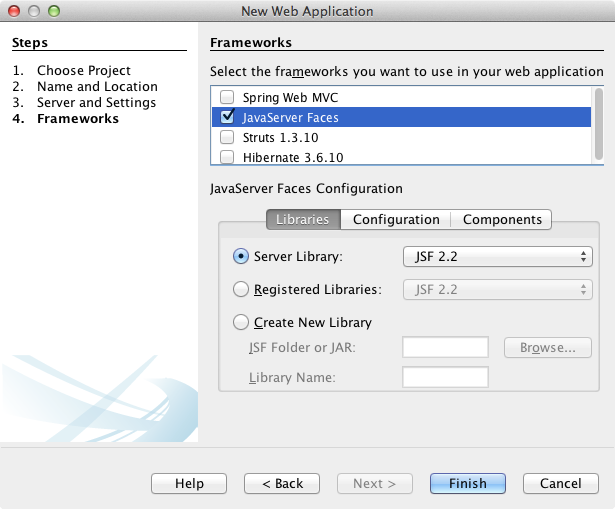 New Web Application
Steps
1. Choose Project
2. Name and Location
3. Server and Settings
4. Frameworks
Frameworks
Select the frameworks you want to use in your web application
Spring Web MVC
JavaServer Faces
Struts 1.3.10
Hibernate 3.6.10
JavaServer Faces Configuration
Libraries Configuration Components
Server Library: JSF 2.2
Registered Libraries: JSF 2.2
Create New Library
JSF Folder or JAR: Browse...
Library Name:
Help < Back Next > Finish Cancel